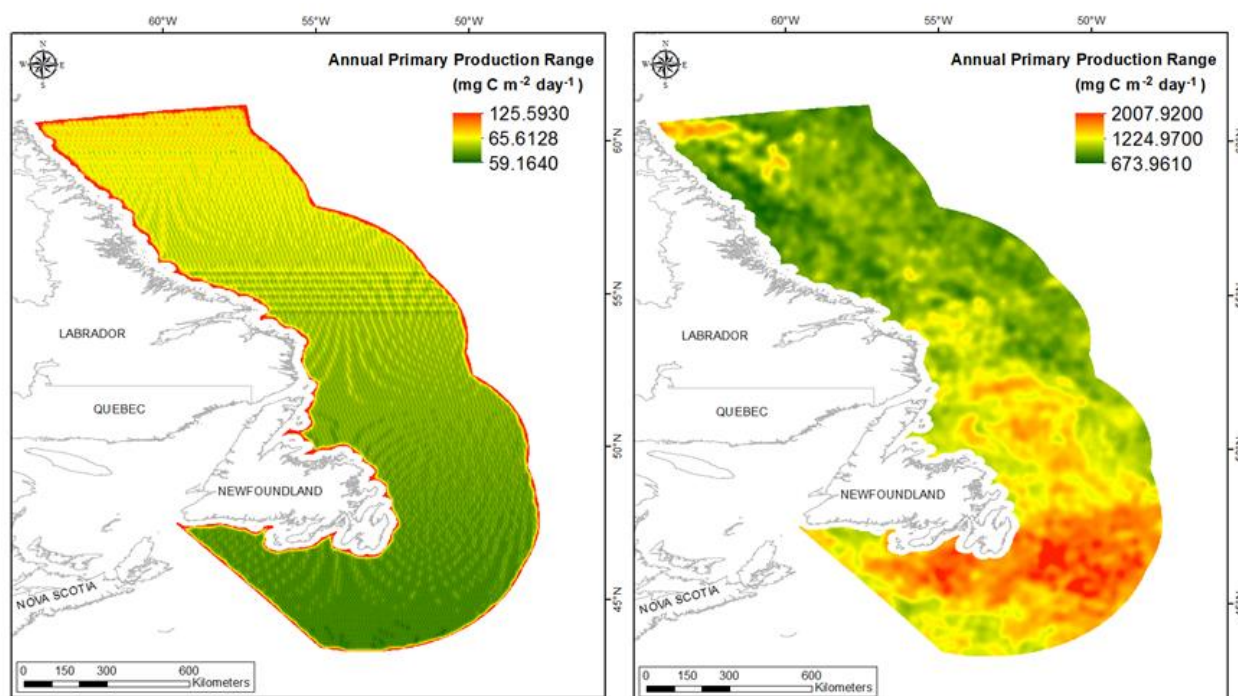 60°W
55°W
50°W
N
W
E
S
Annual Primary Production Range
(mg C m⁻² day⁻¹)
125.5930
65.6128
59.1640
60°N
55°N
50°N
45°N
LABRADOR
QUEBEC
NEWFOUNDLAND
NOVA SCOTIA
0 150 300 600
Kilometers
60°W
55°W
50°W
N
W
E
S
Annual Primary Production Range
(mg C m⁻² day⁻¹)
2007.9200
1224.9700
673.9610
LABRADOR
QUEBEC
NEWFOUNDLAND
NOVA SCOTIA
0 150 300 600
Kilometers